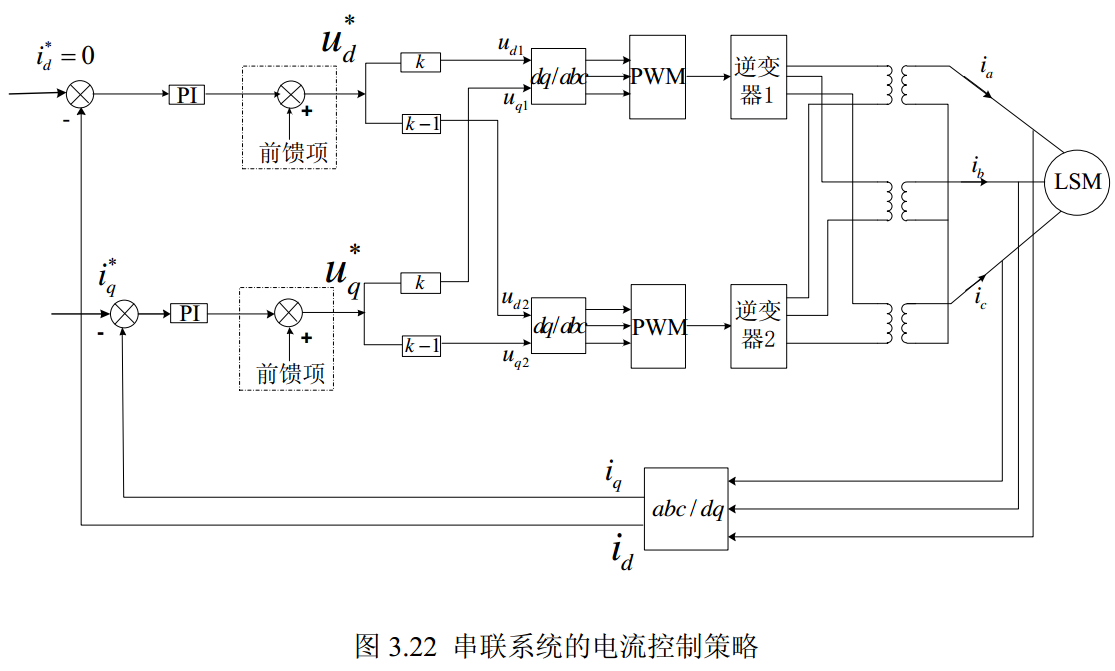 i_d^* = 0
PI
前馈项
+
-
u_d^*
k
k-1
u_{d1}
u_{q1}
dq/abc
PWM
逆变
器1
i_a
i_b
i_c
LSM
i_q^*
PI
前馈项
+
-
u_q^*
k
k-1
u_{d2}
u_{q2}
dq/abc
PWM
逆变
器2
i_q
i_d
abc/dq
图 3.22 串联系统的电流控制策略